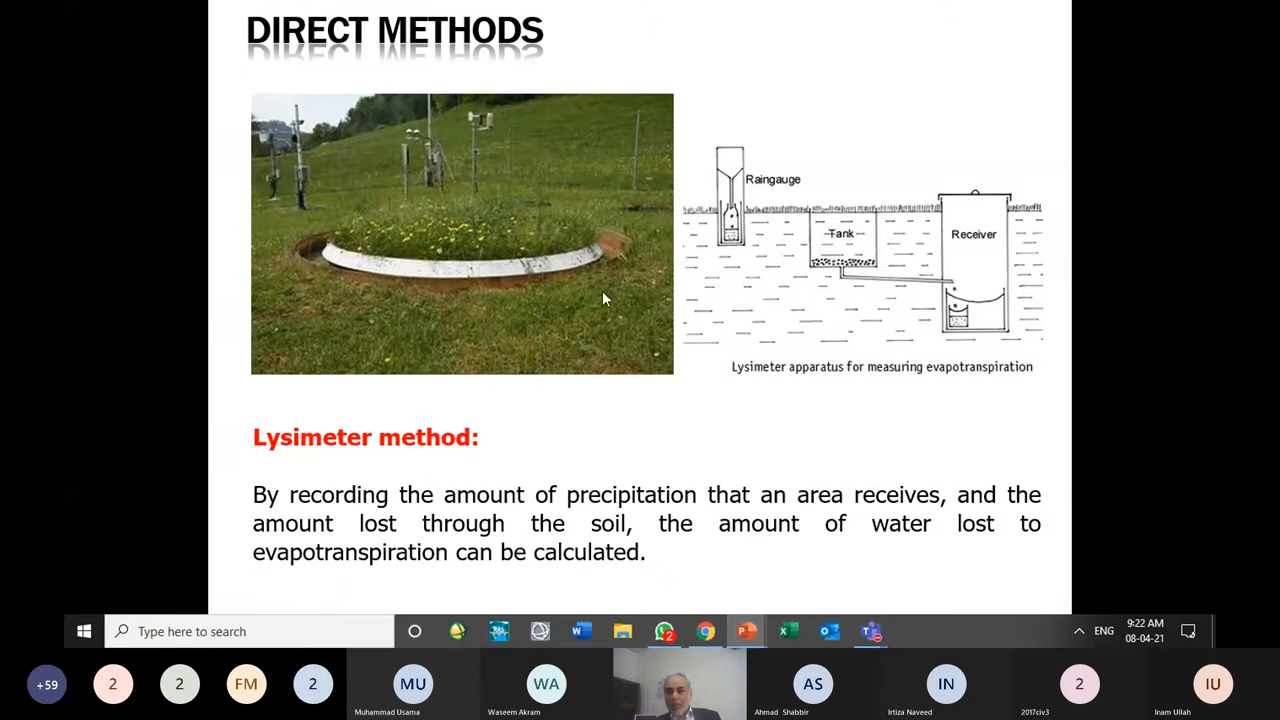 DIRECT METHODS
Raingauge
Tank
Receiver
Lysimeter apparatus for measuring evapotranspiration
Lysimeter method:
By recording the amount of precipitation that an area receives, and the
amount lost through the soil, the amount of water lost to
evapotranspiration can be calculated.
Type here to search
2
ENG
9:22 AM
08-04-21
+59
2
2
FM
2
MU
Muhammad Usama
WA
Waseem Akram
AS
Ahmad Shabbir
IN
Irtiza Naveed
2
2017civ3
IU
Inam Ullah